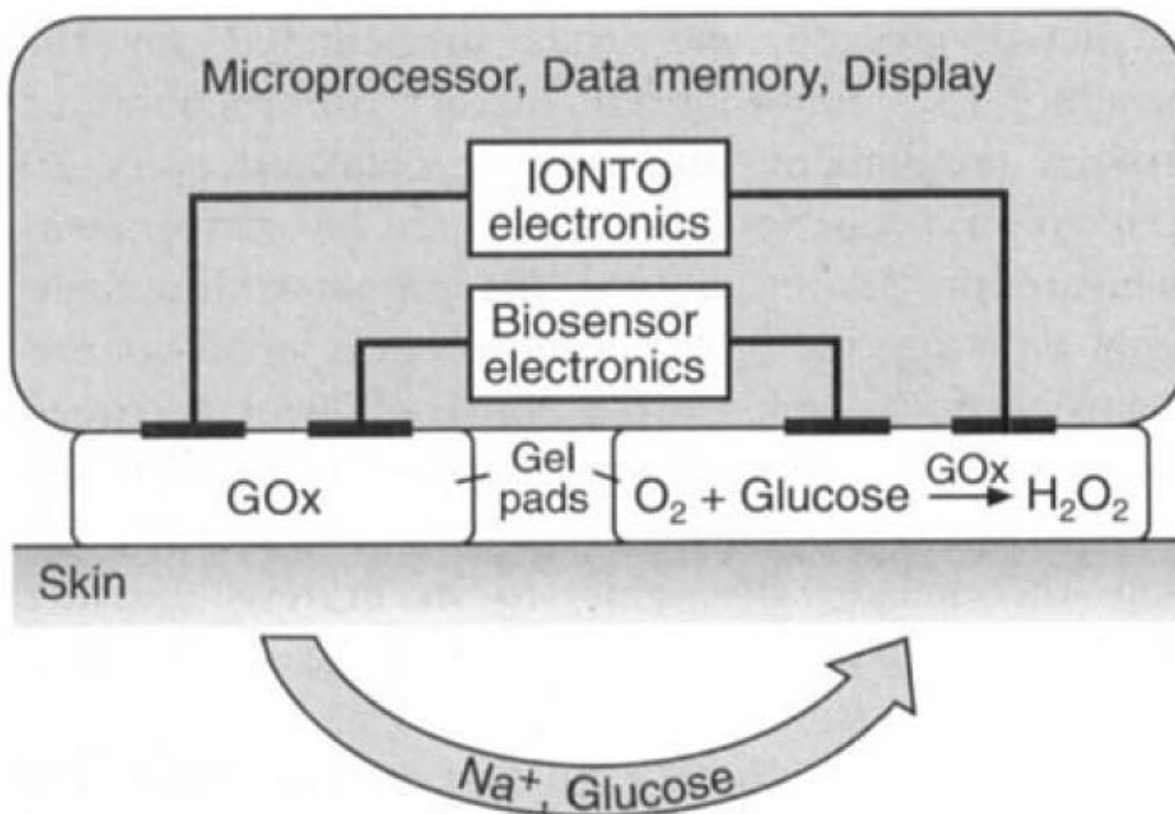 Microprocessor, Data memory, Display
IONTO
electronics
Biosensor
electronics
GOx
Gel
pads
O₂ + Glucose GOx → H₂O₂
Skin
Na⁺, Glucose